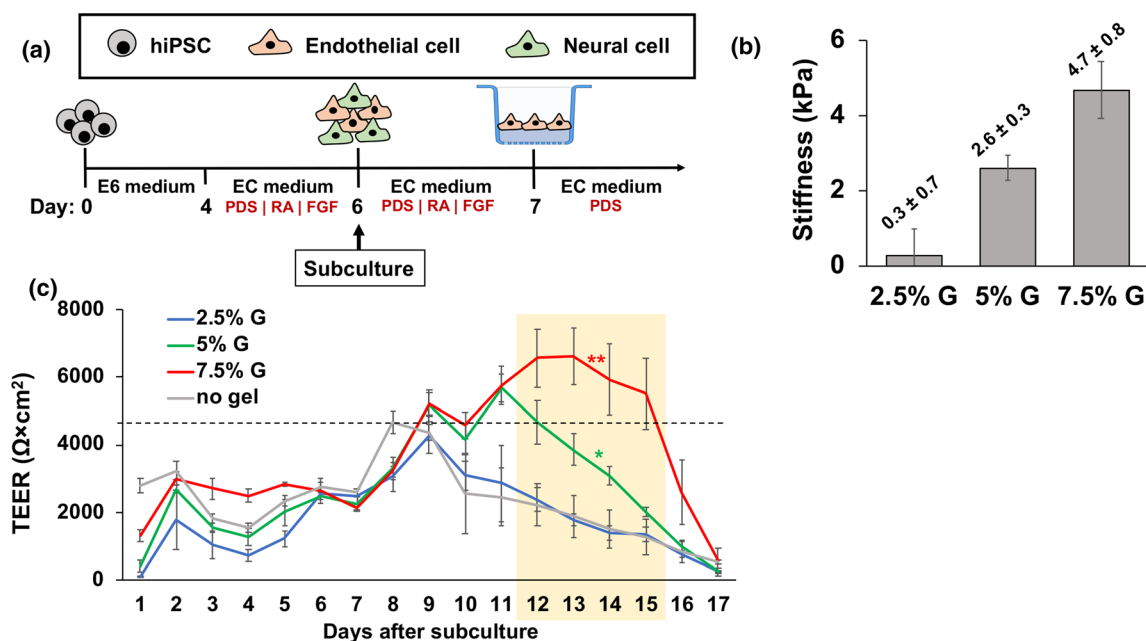 (a)
hiPSC
Endothelial cell
Neural cell
E6 medium
EC medium
EC medium
EC medium
Day: 0
4
PDS | RA | FGF
6
PDS | RA | FGF
7
PDS
Subculture
(b)
Stiffness (kPa)
6
4
2
0
0.3 ± 0.7
2.6 ± 0.3
4.7 ± 0.8
2.5% G
5% G
7.5% G
(c)
TEER (Ω×cm²)
8000
6000
4000
2000
0
2.5% G
5% G
7.5% G
no gel
**
*
1 2 3 4 5 6 7 8 9 10 11 12 13 14 15 16 17
Days after subculture